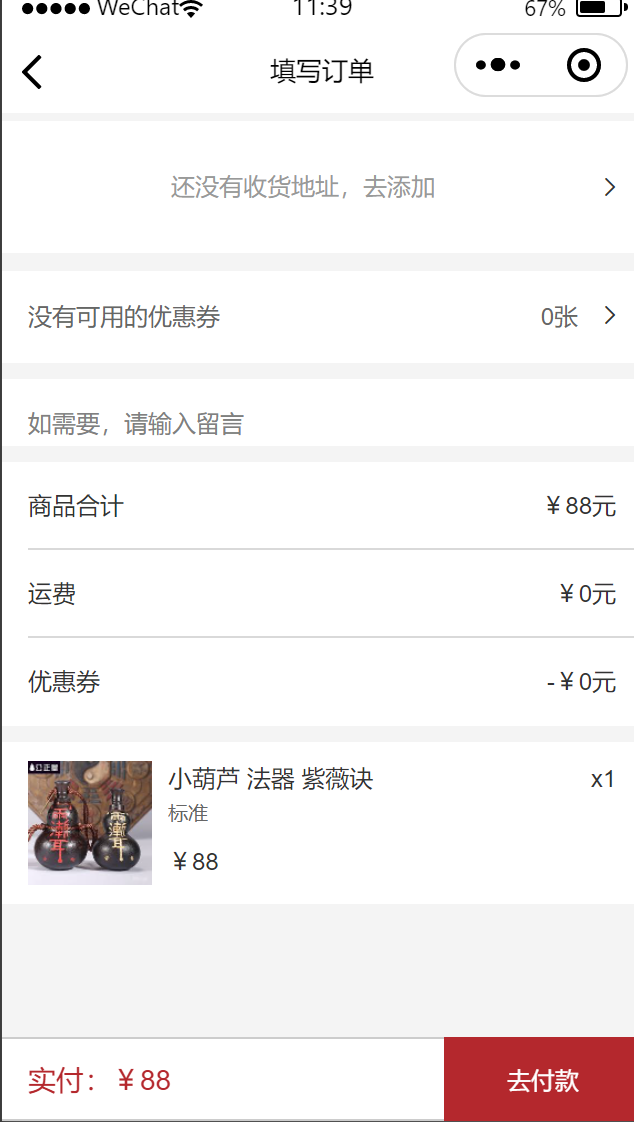 WeChat 11:39 67%
填写订单
还没有收货地址，去添加
没有可用的优惠券 0张
如需要，请输入留言
商品合计 ￥88元
运费 ￥0元
优惠券 -￥0元
小葫芦 法器 紫薇诀 x1
标准
￥88
实付：￥88 去付款